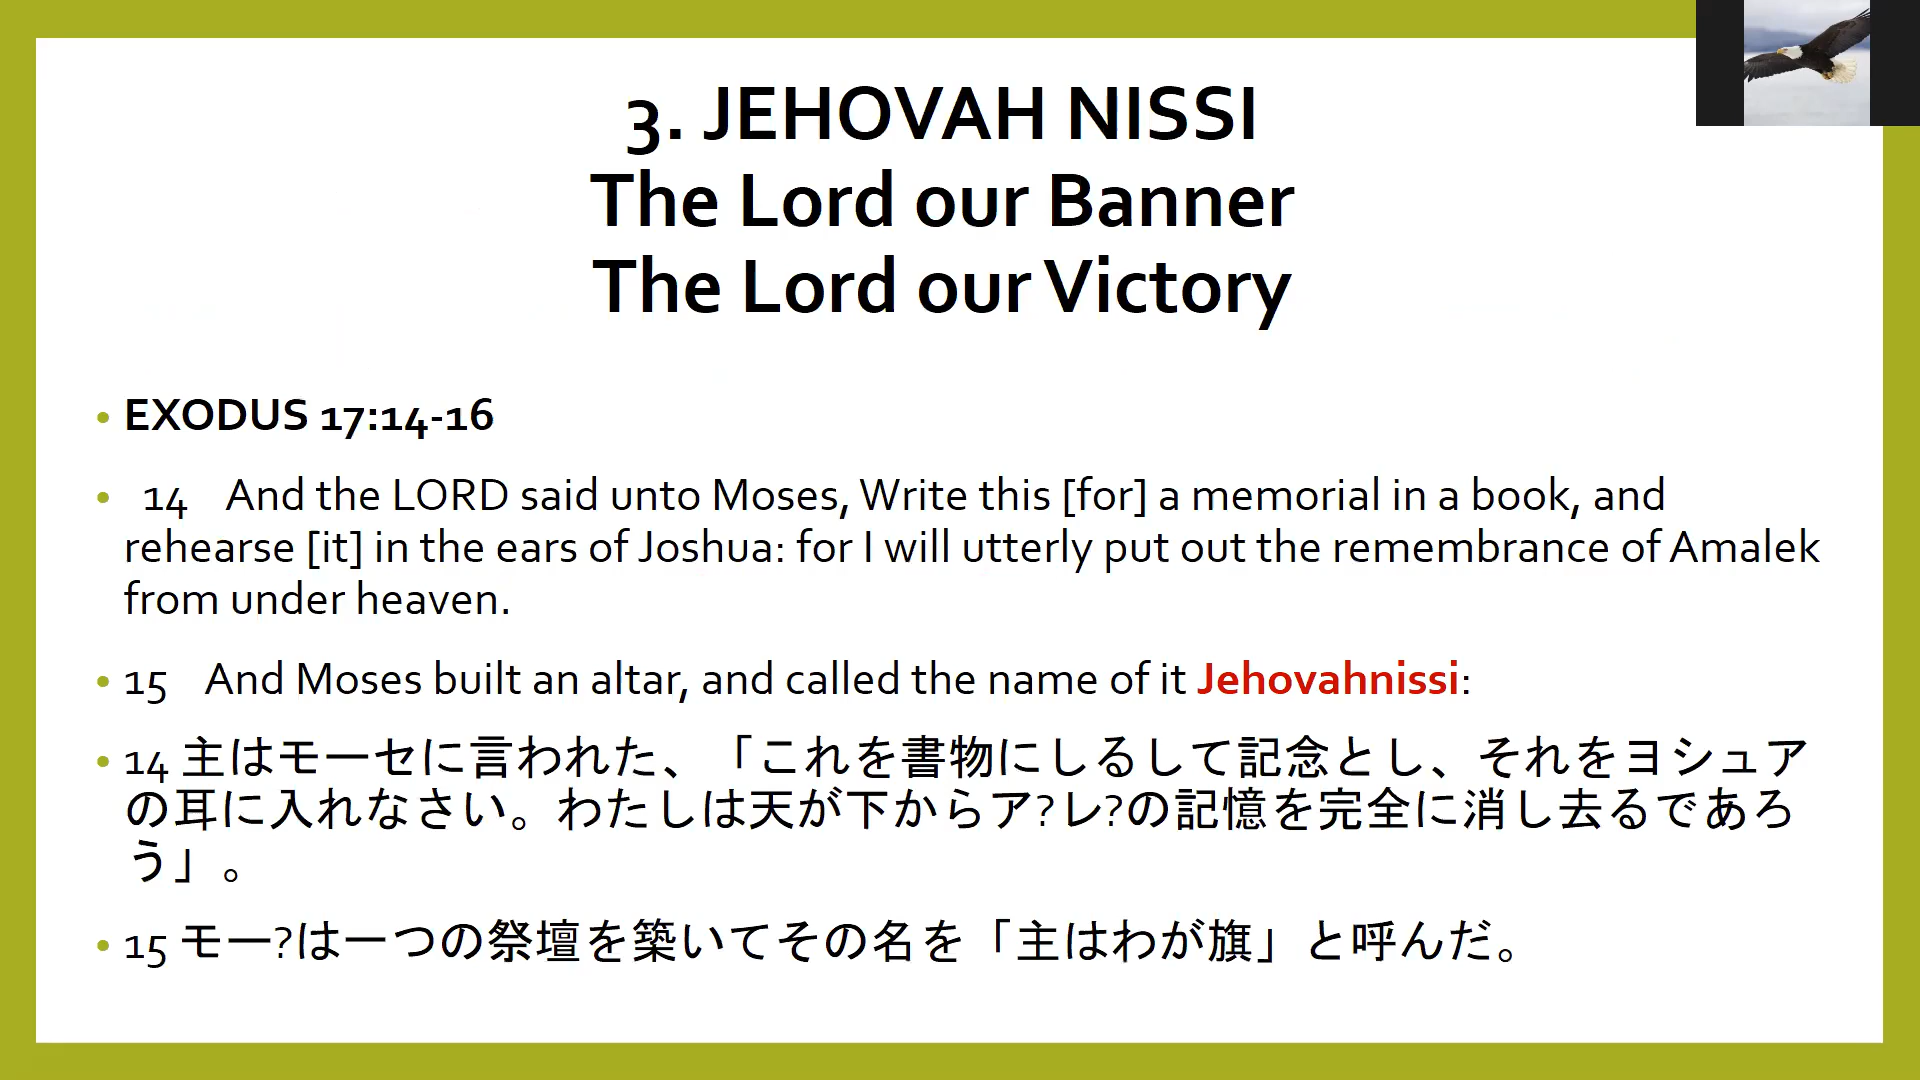 3. JEHOVAH NISSI
The Lord our Banner
The Lord our Victory
• EXODUS 17:14-16
• 14 And the LORD said unto Moses, Write this [for] a memorial in a book, and
rehearse [it] in the ears of Joshua: for I will utterly put out the remembrance of Amalek
from under heaven.
• 15 And Moses built an altar, and called the name of it Jehovahnissi:
• 14 主はモーセに言われた、「これを書物にしるして記念とし、それをヨシュア
の耳に入れなさい。わたしは天が下からア?レ?の記憶を完全に消し去るであろ
う」。
• 15 モー?は一つの祭壇を築いてその名を「主はわが旗」と呼んだ。